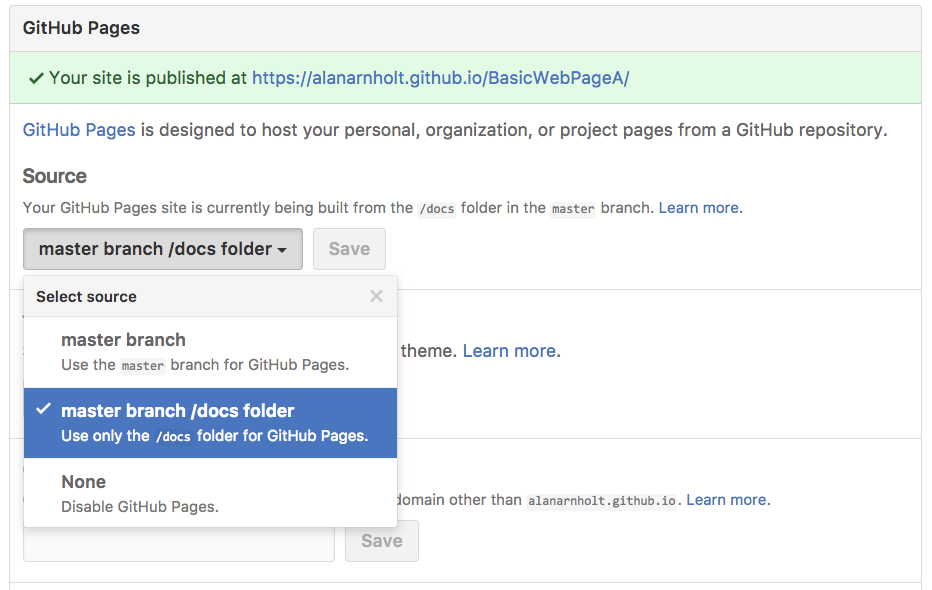 GitHub Pages
Your site is published at https://alanarnholt.github.io/BasicWebPageA/
GitHub Pages is designed to host your personal, organization, or project pages from a GitHub repository.
Source
Your GitHub Pages site is currently being built from the /docs folder in the master branch. Learn more.
master branch /docs folder
Save
Select source
master branch
Use the master branch for GitHub Pages.
theme. Learn more.
master branch /docs folder
Use only the /docs folder for GitHub Pages.
None
Disable GitHub Pages.
domain other than alanarnholt.github.io. Learn more.
Save